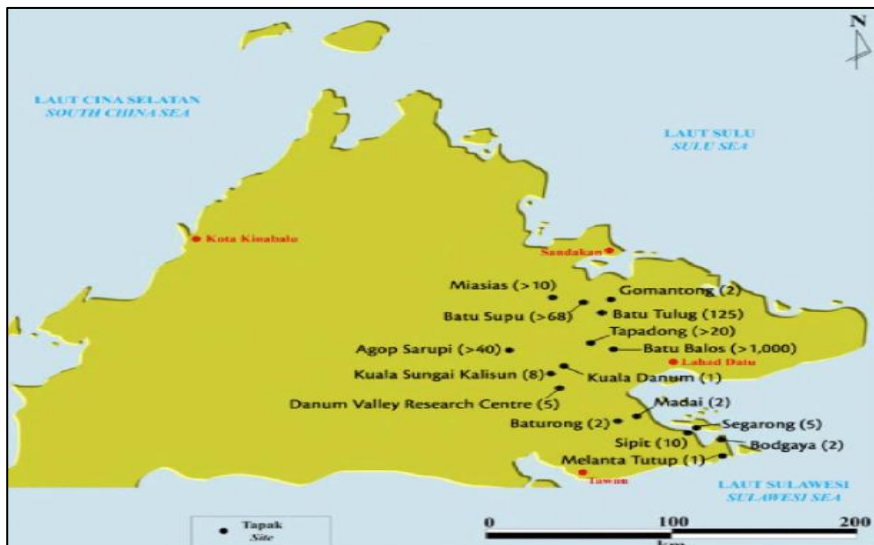 N
LAUT CINA SELATAN
SOUTH CHINA SEA
LAUT SULU
SULU SEA
Kota Kinabalu
Sandakan
Miasias (>10)
Gomantong (2)
Batu Supu (>68)
Batu Tulug (125)
Tapadong (>20)
Agop Sarupi (>40)
Batu Balos (>1,000)
Lahad Datu
Kuala Sungai Kalisun (8)
Kuala Danum (1)
Danum Valley Research Centre (5)
Madai (2)
Baturong (2)
Segarong (5)
Sipit (10)
Bodgaya (2)
Melanta Tutup (1)
Tawau
LAUT SULAWESI
SULAWESI SEA
Tapak
Site
0 100 200
km